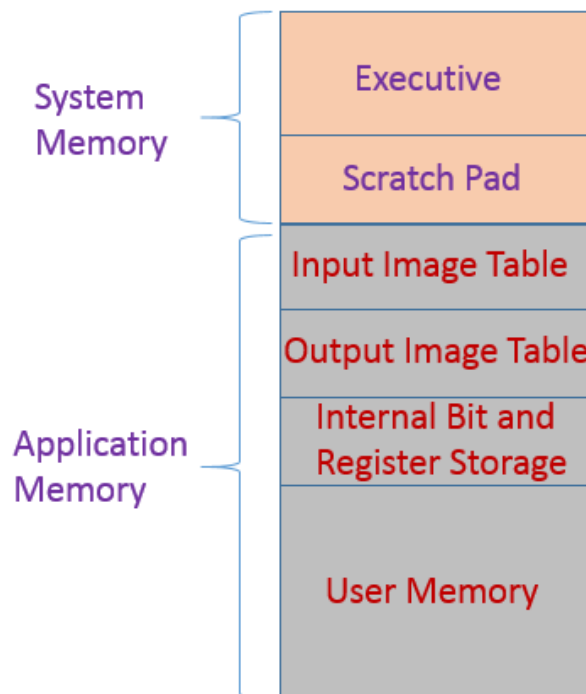 System
Memory
Executive
Scratch Pad
Application
Memory
Input Image Table
Output Image Table
Internal Bit and
Register Storage
User Memory